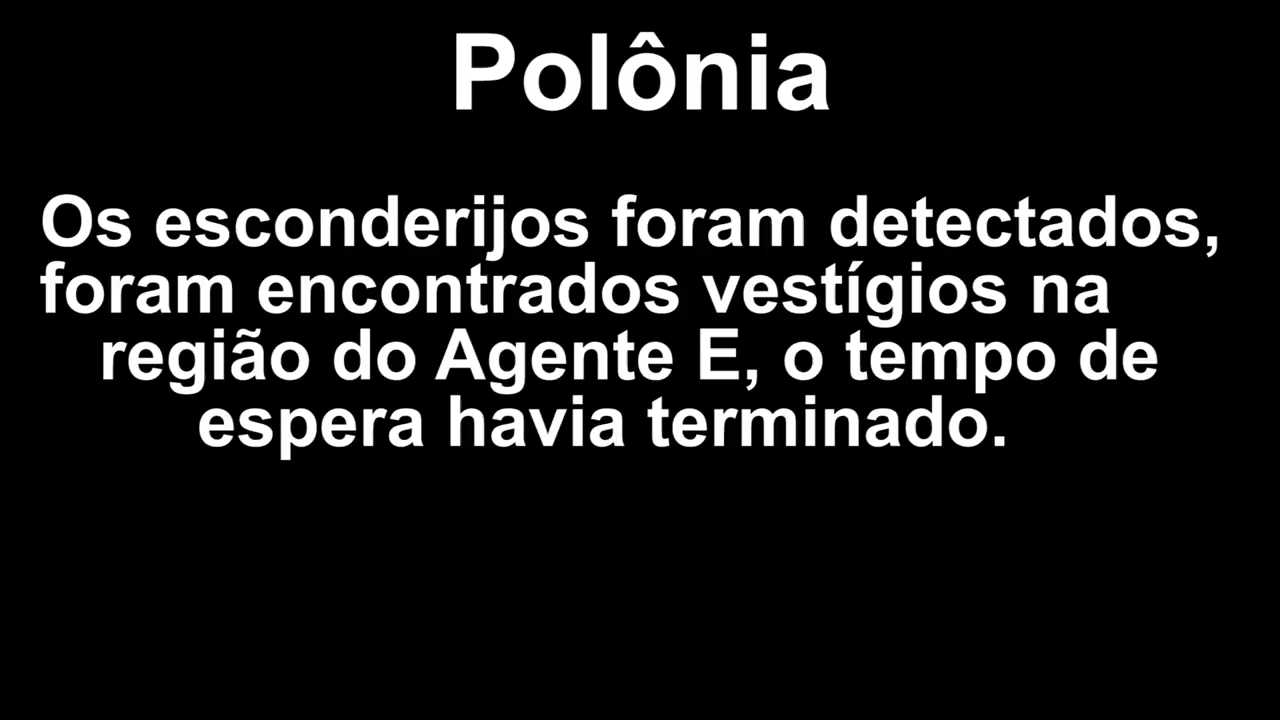 Polônia
Os esconderijos foram detectados,
foram encontrados vestígios na
região do Agente E, o tempo de
espera havia terminado.